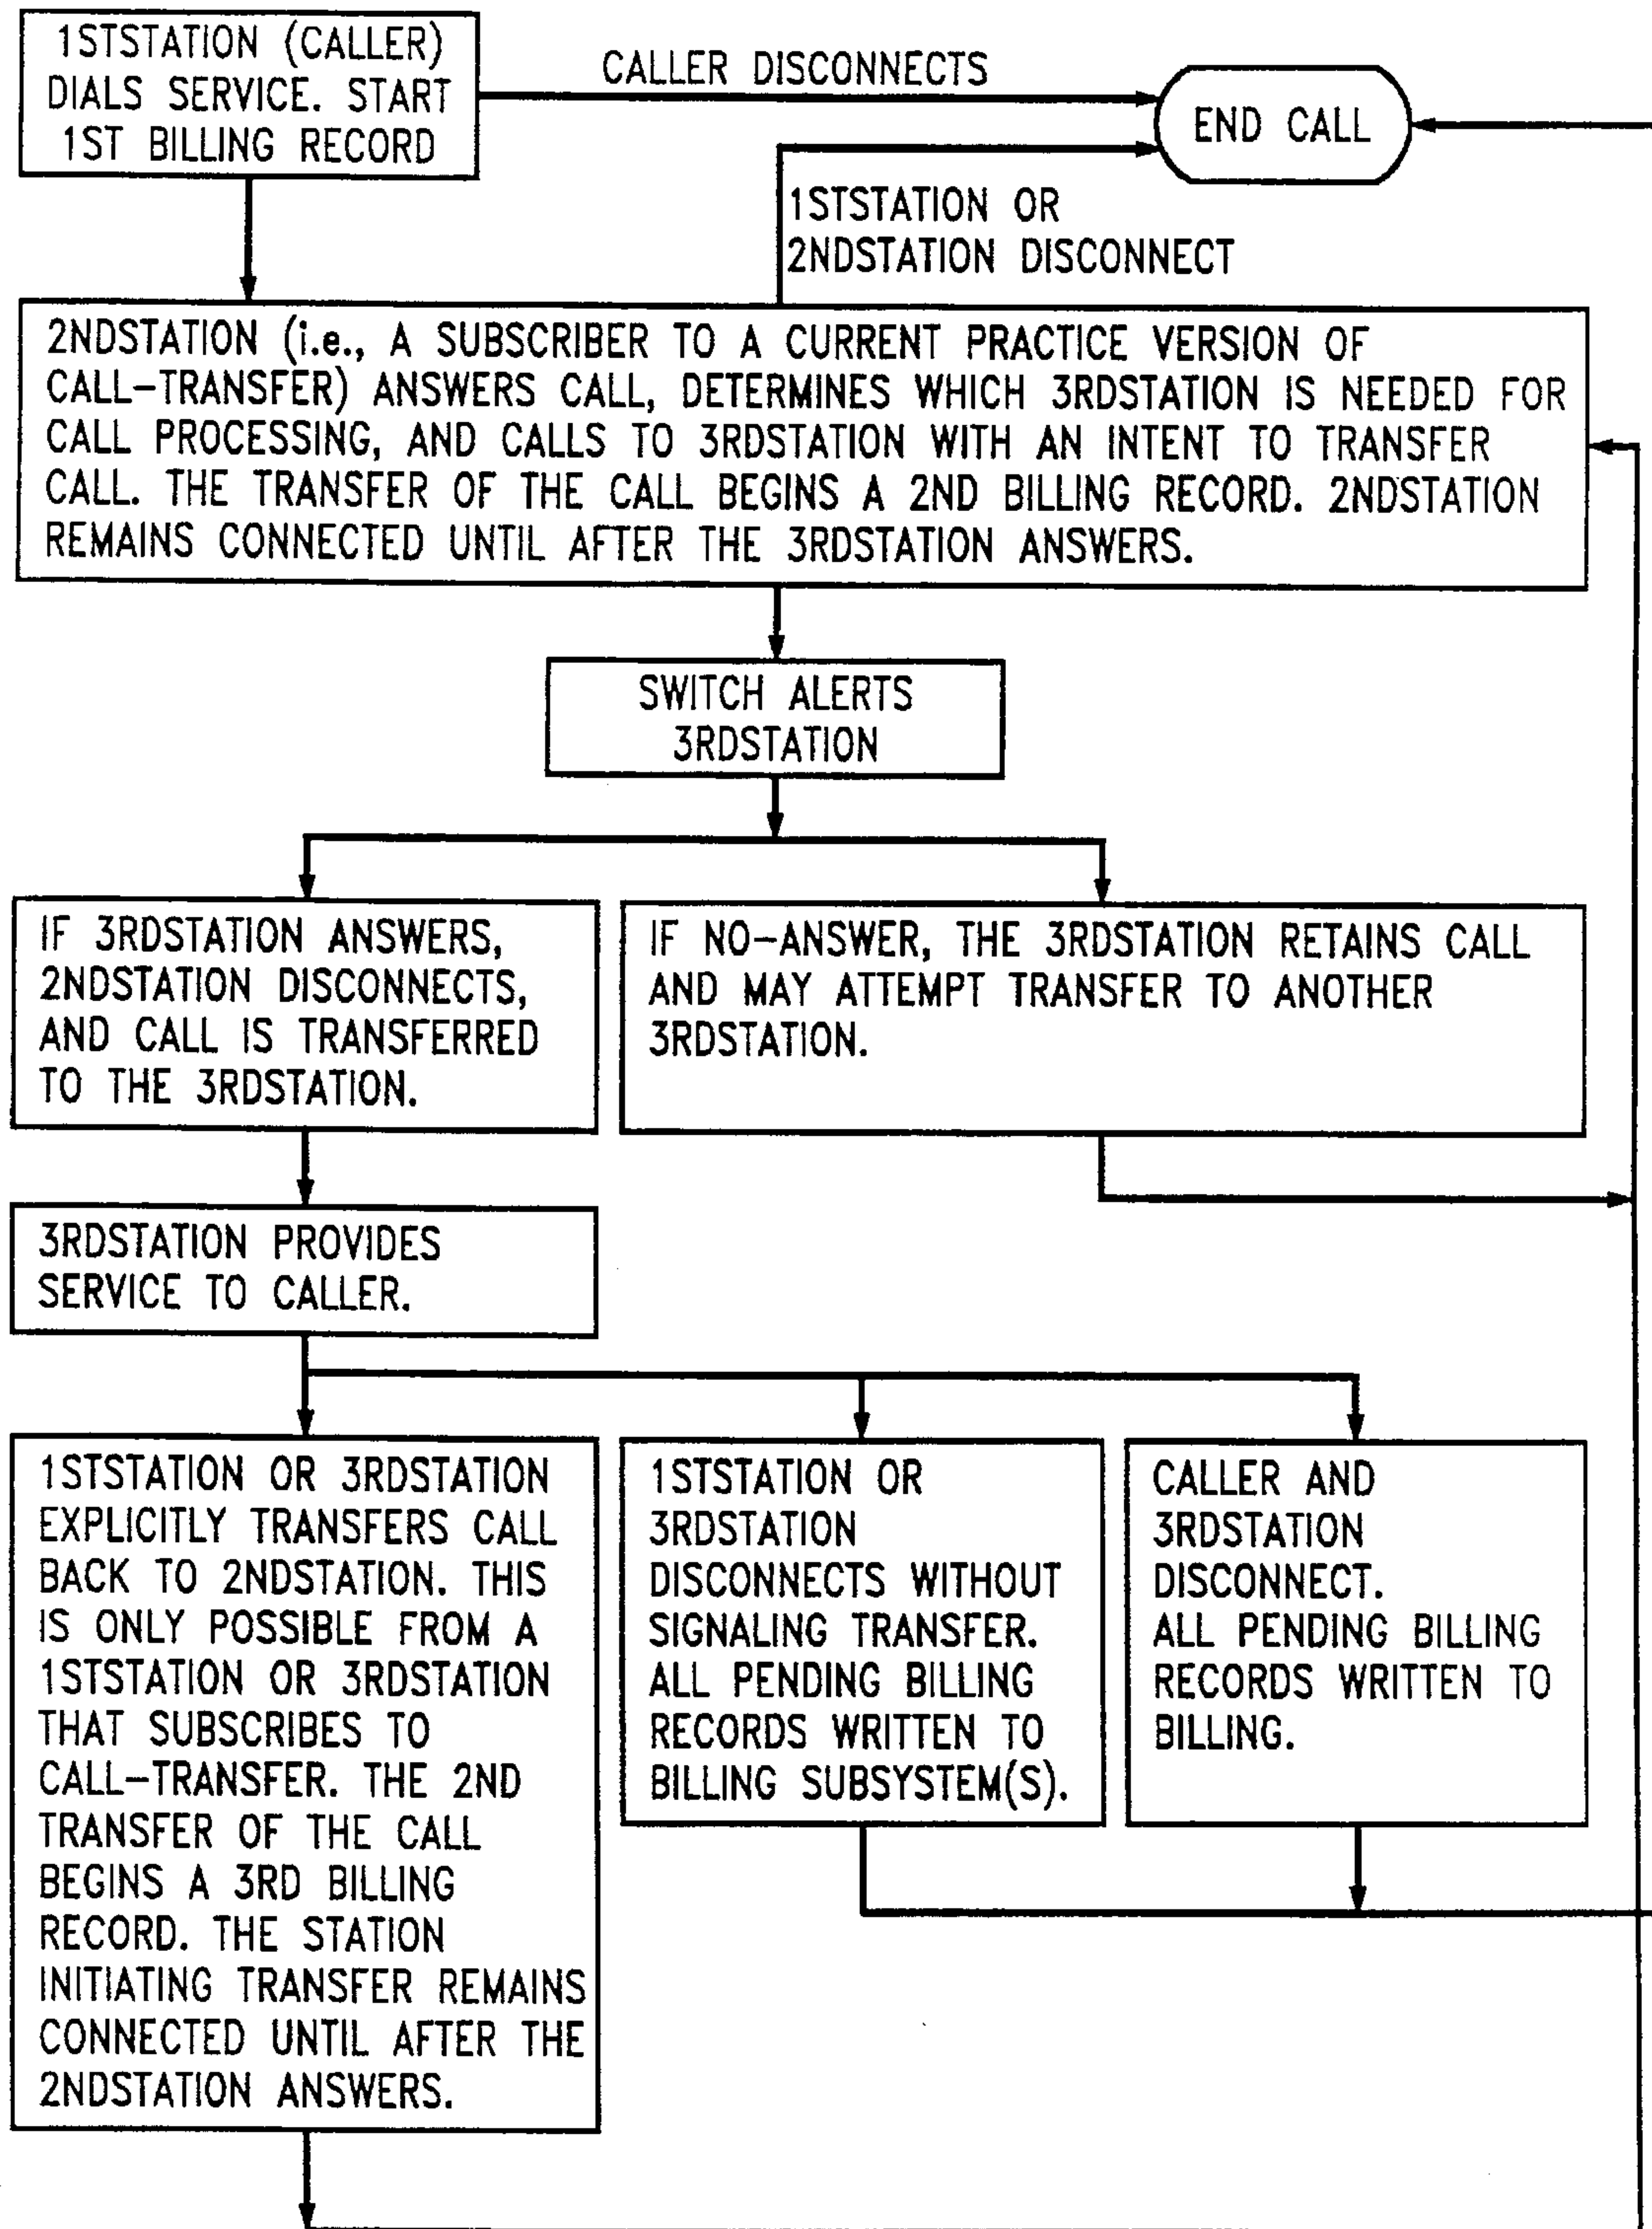 1STSTATION (CALLER)
DIALS SERVICE. START
1ST BILLING RECORD
CALLER DISCONNECTS
END CALL
1STSTATION OR
2NDSTATION DISCONNECT
2NDSTATION (i.e., A SUBSCRIBER TO A CURRENT PRACTICE VERSION OF
CALL-TRANSFER) ANSWERS CALL, DETERMINES WHICH 3RDSTATION IS NEEDED FOR
CALL PROCESSING, AND CALLS TO 3RDSTATION WITH AN INTENT TO TRANSFER
CALL. THE TRANSFER OF THE CALL BEGINS A 2ND BILLING RECORD. 2NDSTATION
REMAINS CONNECTED UNTIL AFTER THE 3RDSTATION ANSWERS.
SWITCH ALERTS
3RDSTATION
IF 3RDSTATION ANSWERS,
2NDSTATION DISCONNECTS,
AND CALL IS TRANSFERRED
TO THE 3RDSTATION.
IF NO-ANSWER, THE 3RDSTATION RETAINS CALL
AND MAY ATTEMPT TRANSFER TO ANOTHER
3RDSTATION.
3RDSTATION PROVIDES
SERVICE TO CALLER.
1STSTATION OR 3RDSTATION
EXPLICITLY TRANSFERS CALL
BACK TO 2NDSTATION. THIS
IS ONLY POSSIBLE FROM A
1STSTATION OR 3RDSTATION
THAT SUBSCRIBES TO
CALL-TRANSFER. THE 2ND
TRANSFER OF THE CALL
BEGINS A 3RD BILLING
RECORD. THE STATION
INITIATING TRANSFER REMAINS
CONNECTED UNTIL AFTER THE
2NDSTATION ANSWERS.
1STSTATION OR
3RDSTATION
DISCONNECTS WITHOUT
SIGNALING TRANSFER.
ALL PENDING BILLING
RECORDS WRITTEN TO
BILLING SUBSYSTEM(S).
CALLER AND
3RDSTATION
DISCONNECT.
ALL PENDING BILLING
RECORDS WRITTEN TO
BILLING.